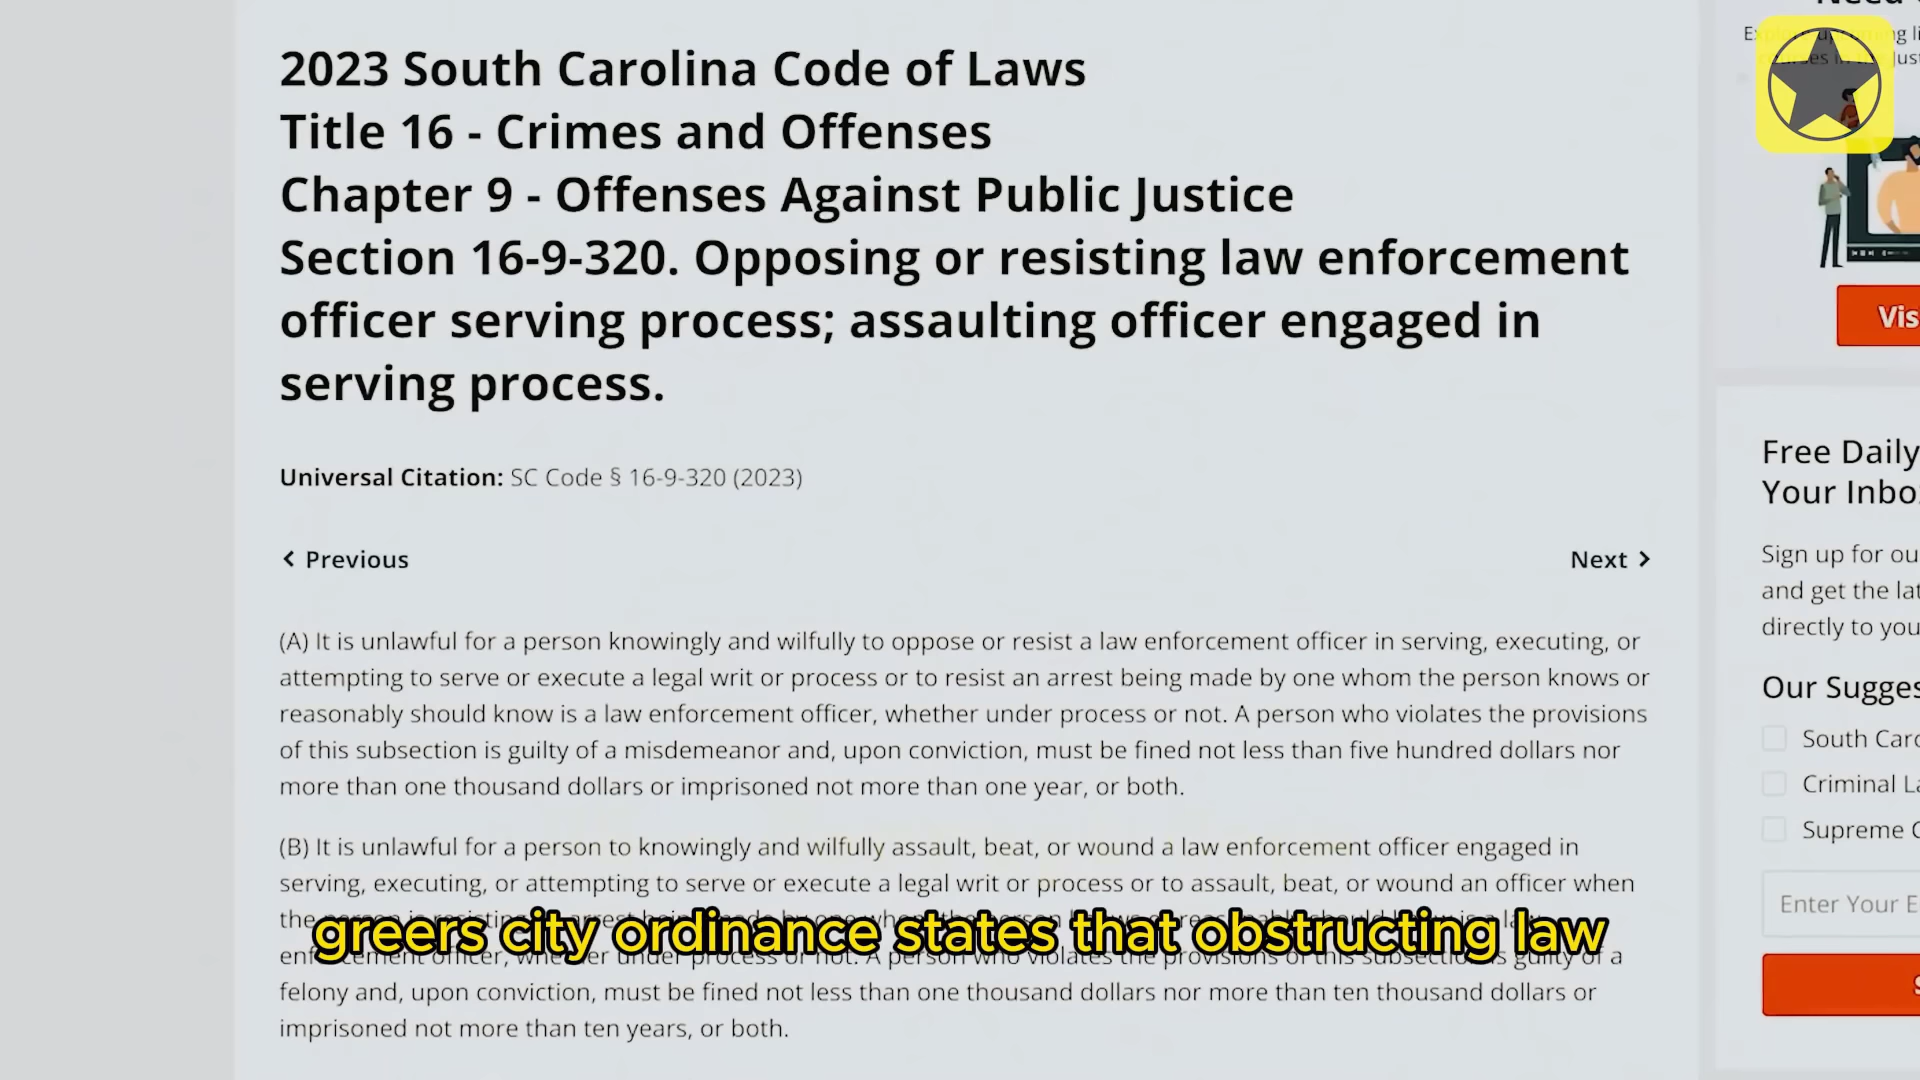 2023 South Carolina Code of Laws
Title 16 - Crimes and Offenses
Chapter 9 - Offenses Against Public Justice
Section 16-9-320. Opposing or resisting law enforcement
officer serving process; assaulting officer engaged in
serving process.
Universal Citation: SC Code § 16-9-320 (2023)
Previous
Next
(A) It is unlawful for a person knowingly and wilfully to oppose or resist a law enforcement officer in serving, executing, or
attempting to serve or execute a legal writ or process or to resist an arrest being made by one whom the person knows or
reasonably should know is a law enforcement officer, whether under process or not. A person who violates the provisions
of this subsection is guilty of a misdemeanor and, upon conviction, must be fined not less than five hundred dollars nor
more than one thousand dollars or imprisoned not more than one year, or both.
(B) It is unlawful for a person to knowingly and wilfully assault, beat, or wound a law enforcement officer engaged in
serving, executing, or attempting to serve or execute a legal writ or process or to assault, beat, or wound an officer when
the person is resisting an arrest being made by one whom the person knows or reasonably should know is a law
enforcement officer, whether under process or not. A person who violates the provisions of this subsection is guilty of a
felony and, upon conviction, must be fined not less than one thousand dollars nor more than ten thousand dollars or
imprisoned not more than ten years, or both.
greers city ordinance states that obstructing law
Need
Vis
Free Daily
Your Inbo
Sign up for ou
and get the lat
directly to you
Our Sugges
South Caro
Criminal La
Supreme C
Enter Your E
S